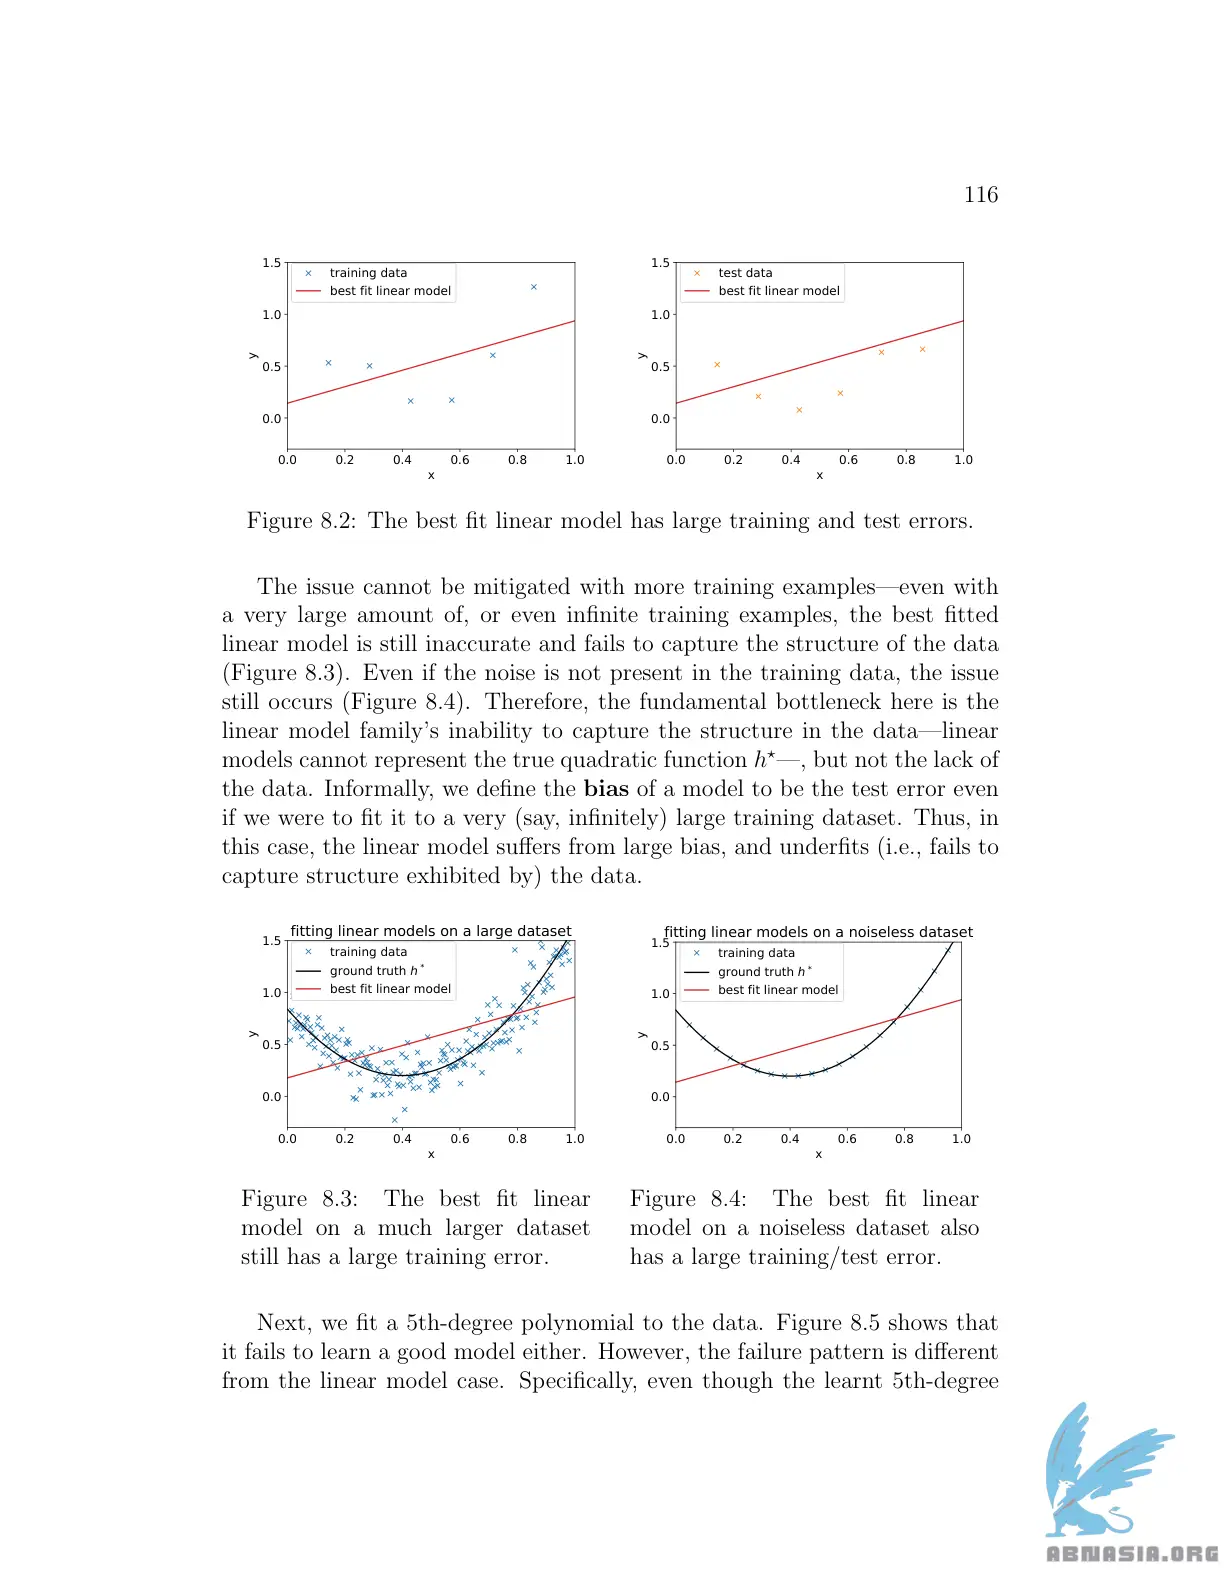 116
1.5
1.0
0.5
0.0
y
training data
best fit linear model
0.0 0.2 0.4 0.6 0.8 1.0
x
1.5
1.0
0.5
0.0
y
test data
best fit linear model
0.0 0.2 0.4 0.6 0.8 1.0
x
Figure 8.2: The best fit linear model has large training and test errors.
The issue cannot be mitigated with more training examples—even with
a very large amount of, or even infinite training examples, the best fitted
linear model is still inaccurate and fails to capture the structure of the data
(Figure 8.3). Even if the noise is not present in the training data, the issue
still occurs (Figure 8.4). Therefore, the fundamental bottleneck here is the
linear model family's inability to capture the structure in the data—linear
models cannot represent the true quadratic function h⋆—, but not the lack of
the data. Informally, we define the bias of a model to be the test error even
if we were to fit it to a very (say, infinitely) large training dataset. Thus, in
this case, the linear model suffers from large bias, and underfits (i.e., fails to
capture structure exhibited by) the data.
fitting linear models on a large dataset
1.5
1.0
0.5
0.0
y
training data
ground truth h*
best fit linear model
0.0 0.2 0.4 0.6 0.8 1.0
x
fitting linear models on a noiseless dataset
1.5
1.0
0.5
0.0
y
training data
ground truth h*
best fit linear model
0.0 0.2 0.4 0.6 0.8 1.0
x
Figure 8.3: The best fit linear
model on a much larger dataset
still has a large training error.
Figure 8.4: The best fit linear
model on a noiseless dataset also
has a large training/test error.
Next, we fit a 5th-degree polynomial to the data. Figure 8.5 shows that
it fails to learn a good model either. However, the failure pattern is different
from the linear model case. Specifically, even though the learnt 5th-degree
ABNASIA.ORG